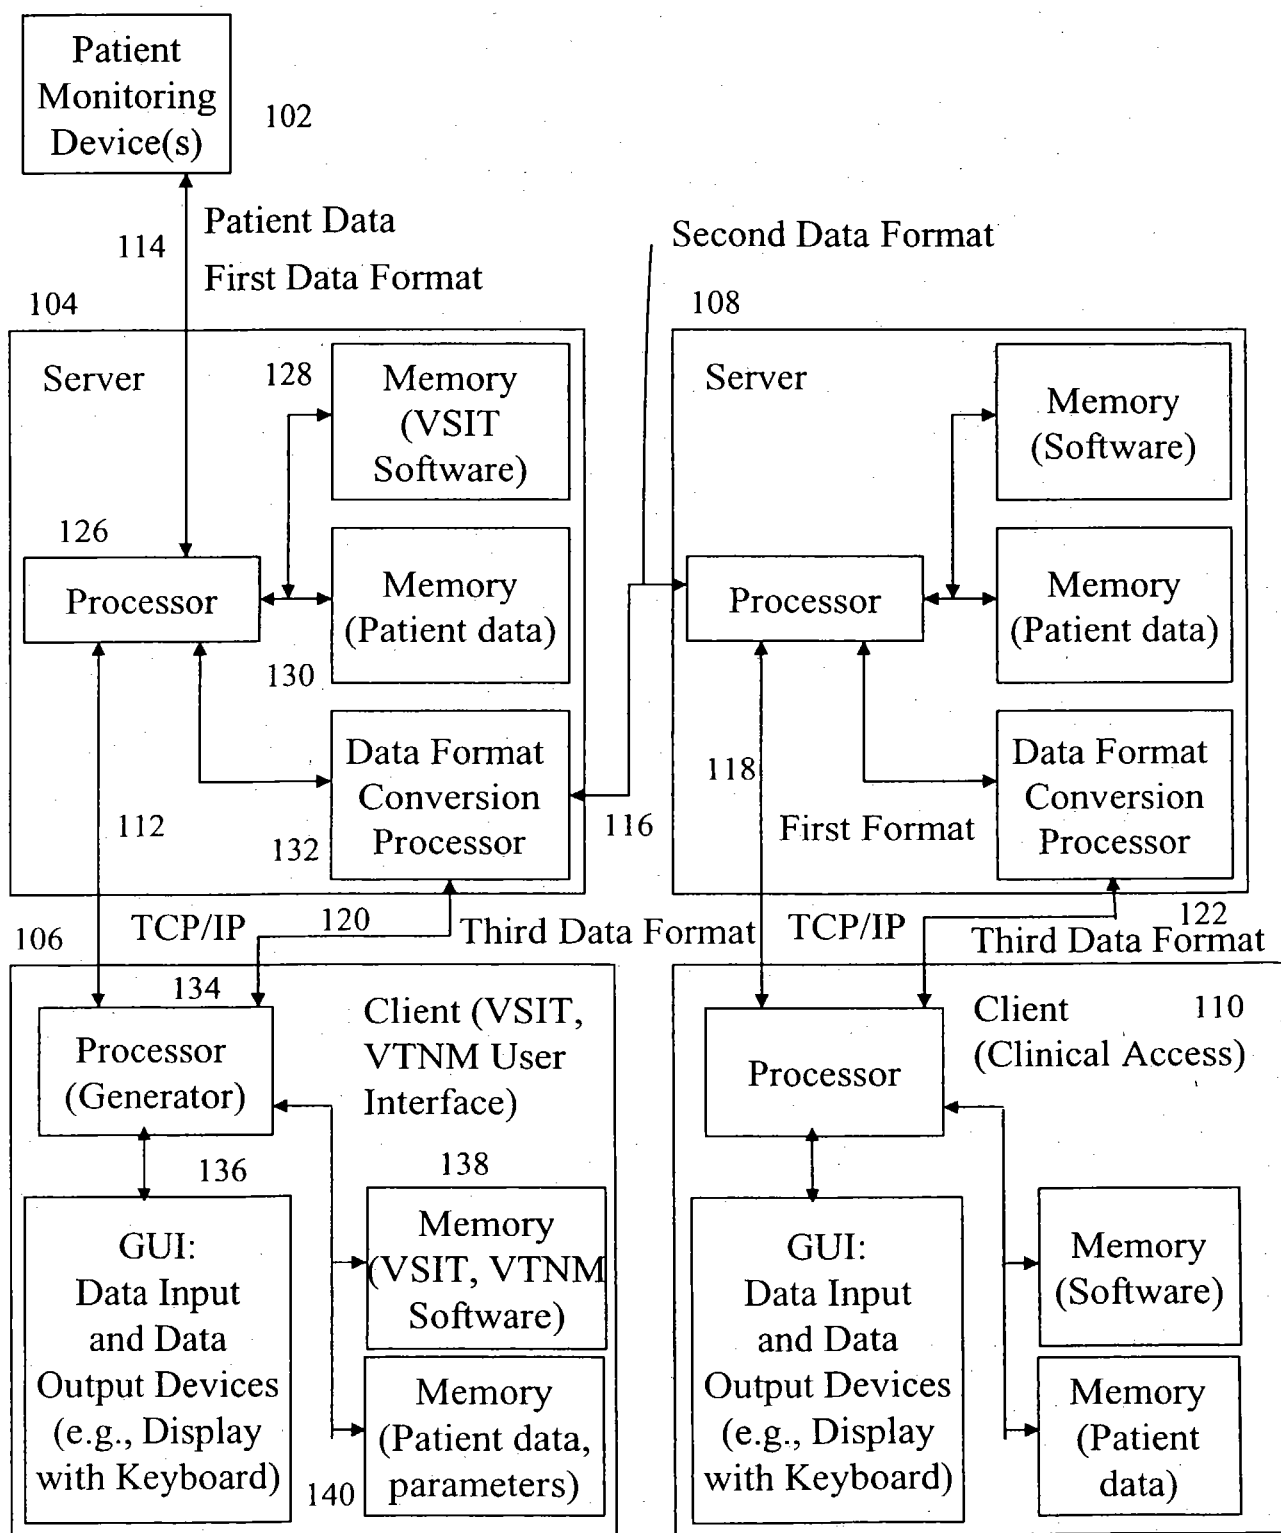 Patient
Monitoring
Device(s)
102
114
Patient Data
First Data Format
Second Data Format
104
108
Server
128
Memory
(VSIT
Software)
126
Processor
Memory
(Patient data)
130
Data Format
Conversion
Processor
132
112
116
Server
Memory
(Software)
Processor
Memory
(Patient data)
118
First Format
Data Format
Conversion
Processor
106
TCP/IP
120
Third Data Format
TCP/IP
122
Third Data Format
134
Processor
(Generator)
Client (VSIT,
VTNM User
Interface)
136
138
GUI:
Data Input
and Data
Output Devices
(e.g., Display
with Keyboard)
Memory
(VSIT, VTNM
Software)
Memory
(Patient data,
parameters)
140
Processor
Client
110
(Clinical Access)
GUI:
Data Input
and Data
Output Devices
(e.g., Display
with Keyboard)
Memory
(Software)
Memory
(Patient
data)